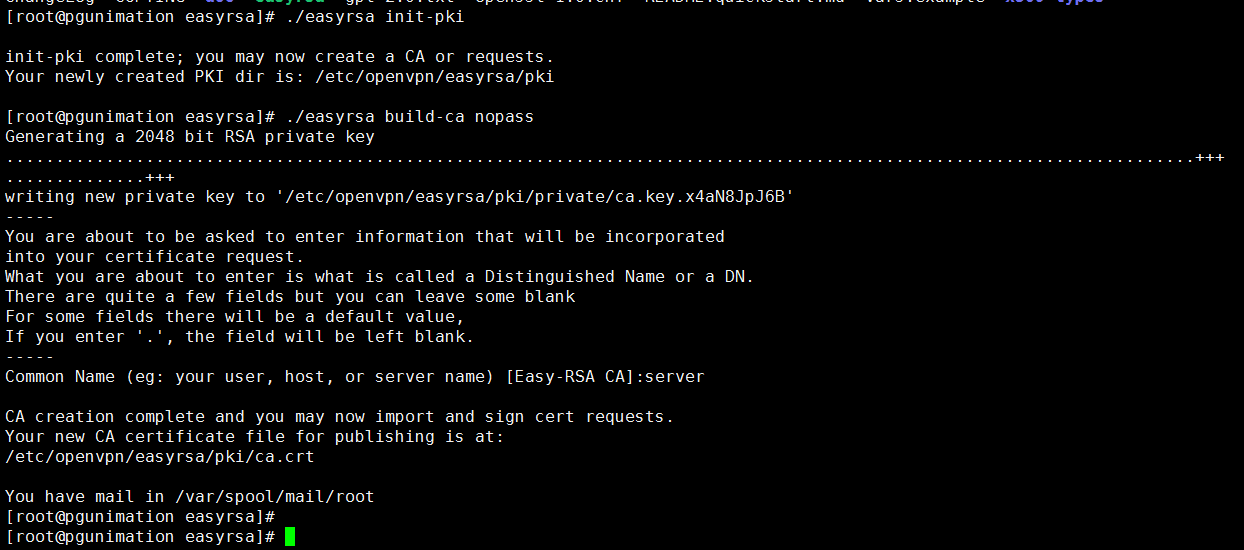 [root@pgunimation easyrsa]# ./easyrsa init-pki
init-pki complete; you may now create a CA or requests.
Your newly created PKI dir is: /etc/openvpn/easyrsa/pki
[root@pgunimation easyrsa]# ./easyrsa build-ca nopass
Generating a 2048 bit RSA private key
.......................................................................................................................+++
..............+++
writing new private key to '/etc/openvpn/easyrsa/pki/private/ca.key.x4aN8JpJ6B'
-----
You are about to be asked to enter information that will be incorporated
into your certificate request.
What you are about to enter is what is called a Distinguished Name or a DN.
There are quite a few fields but you can leave some blank
For some fields there will be a default value,
If you enter '.', the field will be left blank.
-----
Common Name (eg: your user, host, or server name) [Easy-RSA CA]:server
CA creation complete and you may now import and sign cert requests.
Your new CA certificate file for publishing is at:
/etc/openvpn/easyrsa/pki/ca.crt
You have mail in /var/spool/mail/root
[root@pgunimation easyrsa]#
[root@pgunimation easyrsa]#